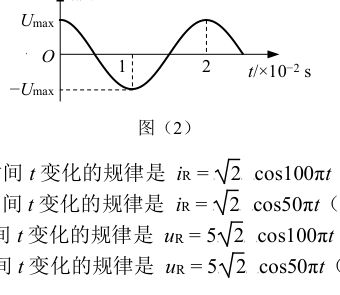 Umax
O
1
2
t/×10⁻² s
−Umax
图（2）
间 t 变化的规律是 iR = √2 cos100πt
间 t 变化的规律是 iR = √2 cos50πt（
间 t 变化的规律是 uR = 5√2 cos100πt
间 t 变化的规律是 uR = 5√2 cos50πt（